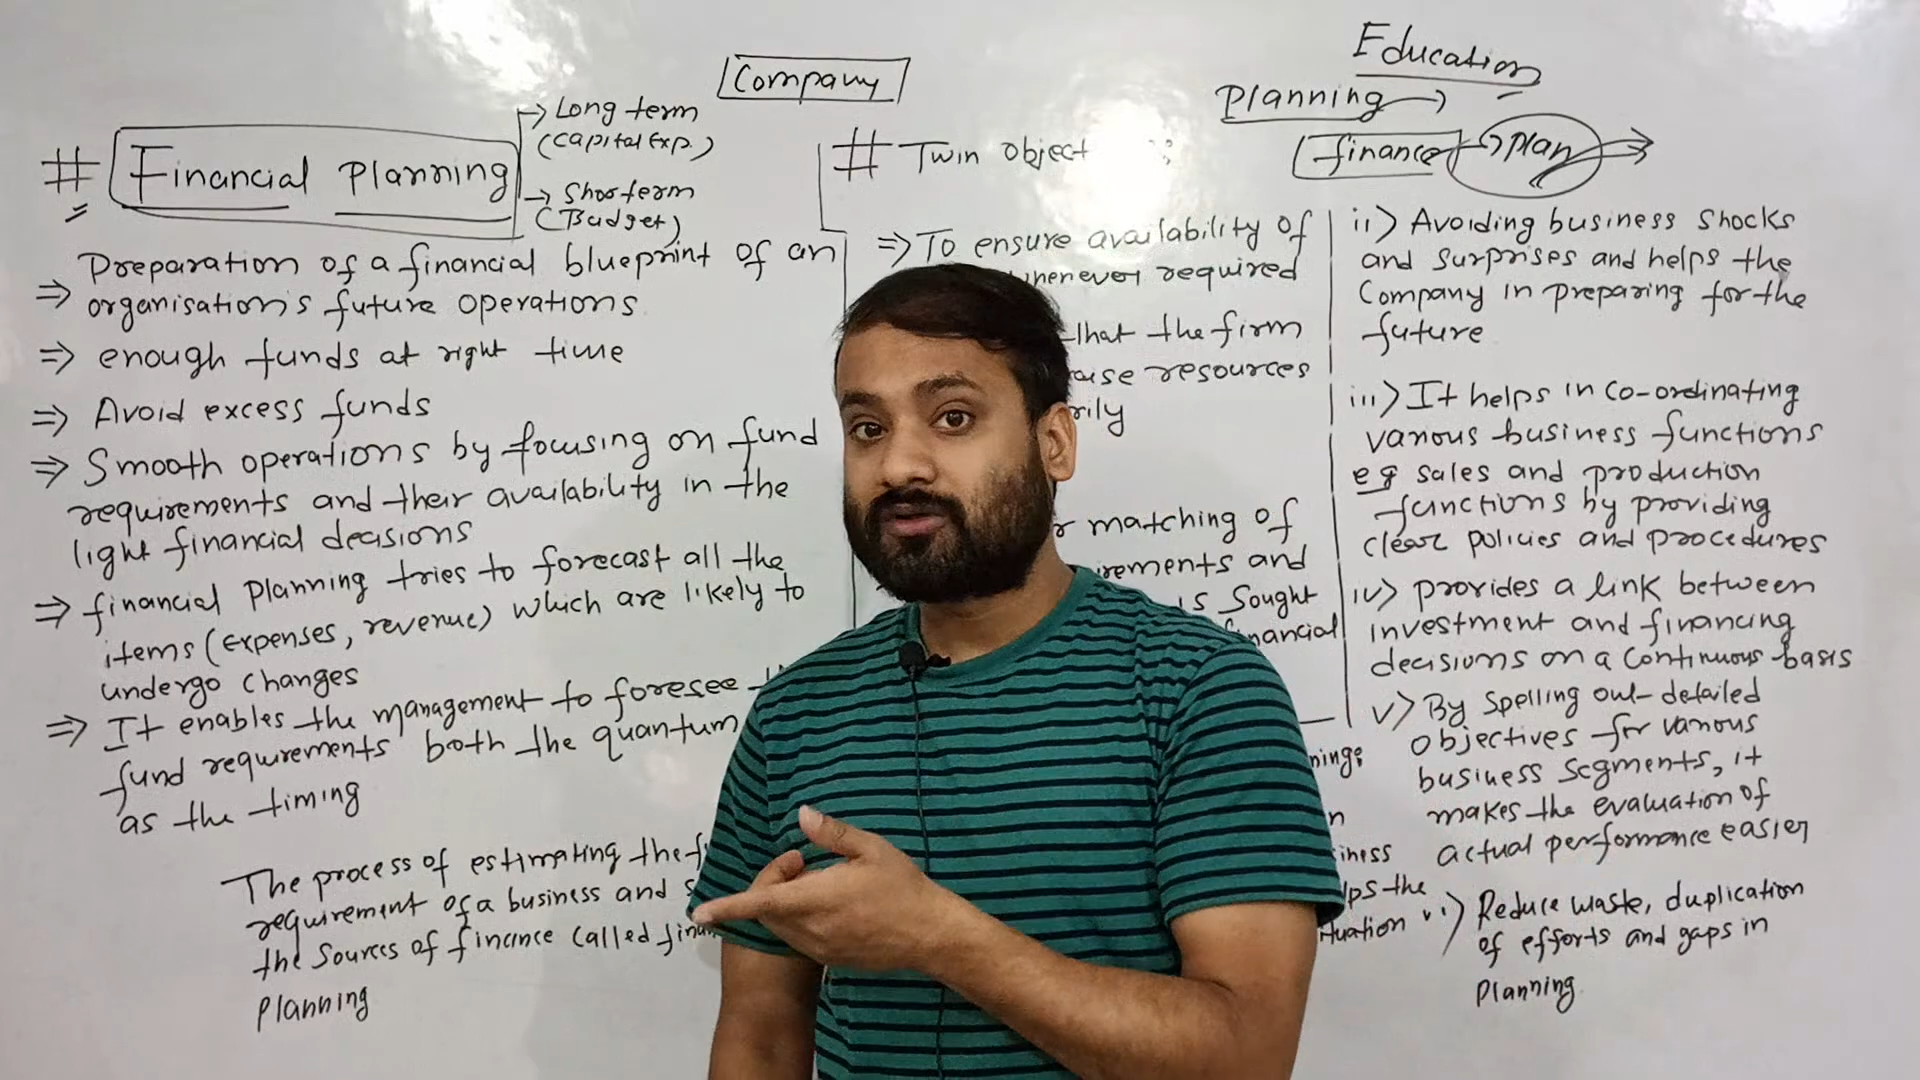 Company
Education
Planning →
finance → plan
# Financial Planning
→ Long term
(Capital Exp.)
→ Shorterm
(Budget)
Preparation of a financial blueprint of an
⇒ organisation's future operations
⇒ enough funds at right time
⇒ Avoid excess funds
⇒ Smooth operations by focusing on fund
requirements and their availability in the
light financial decisions
⇒ financial planning tries to forecast all the
items (expenses, revenue) which are likely to
undergo changes
⇒ It enables the management to foresee
fund requirements both the quantum
as the timing
The process of estimating the
requirement of a business and
the sources of finance called
planning
# Twin object
⇒ To ensure availability of
whenever required
that the firm
resources
matching of
and
is sought
ii) Avoiding business shocks
and surprises and helps the
Company in preparing for the
future
iii) It helps in co-ordinating
various business functions
eg sales and production
functions by providing
clear policies and procedures
iv) provides a link between
investment and financing
decisions on a continuous basis
v) By spelling out detailed
objectives for various
business segments, it
makes the evaluation of
actual performance easier
the
vi) Reduce waste, duplication
of efforts and gaps in
planning